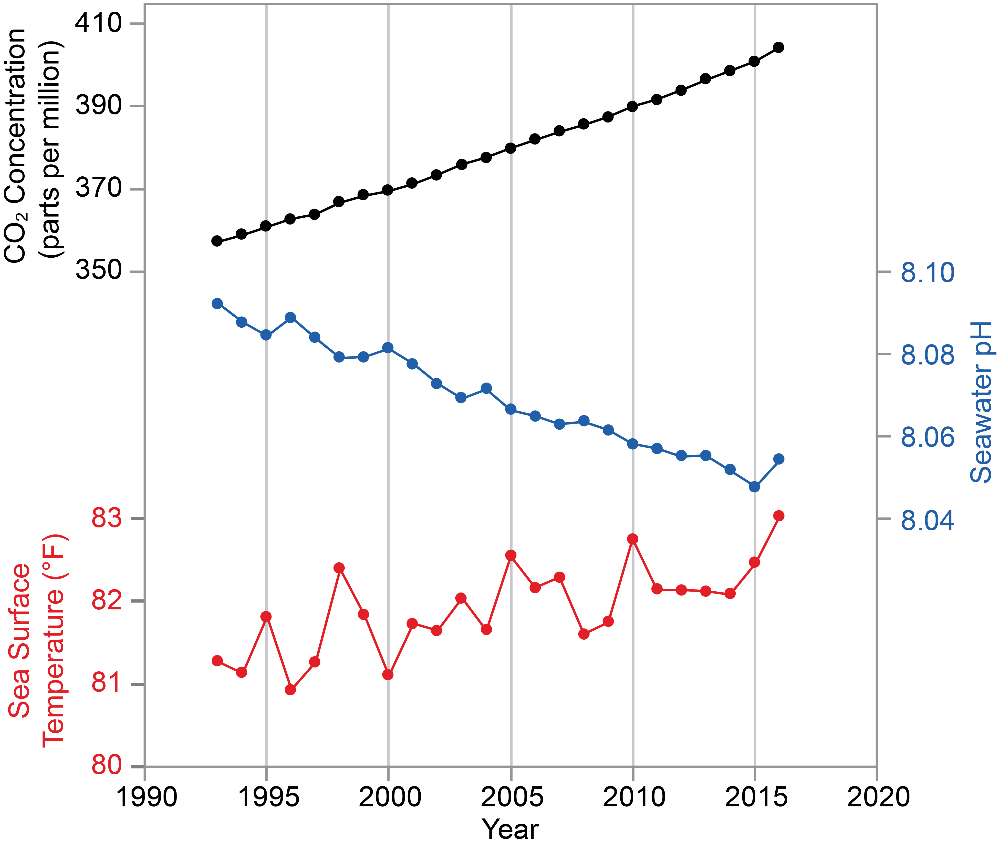 CO₂ Concentration
(parts per million)
410
390
370
350
8.10
8.08
8.06
8.04
Seawater pH
Sea Surface
Temperature (°F)
83
82
81
80
1990 1995 2000 2005 2010 2015 2020
Year